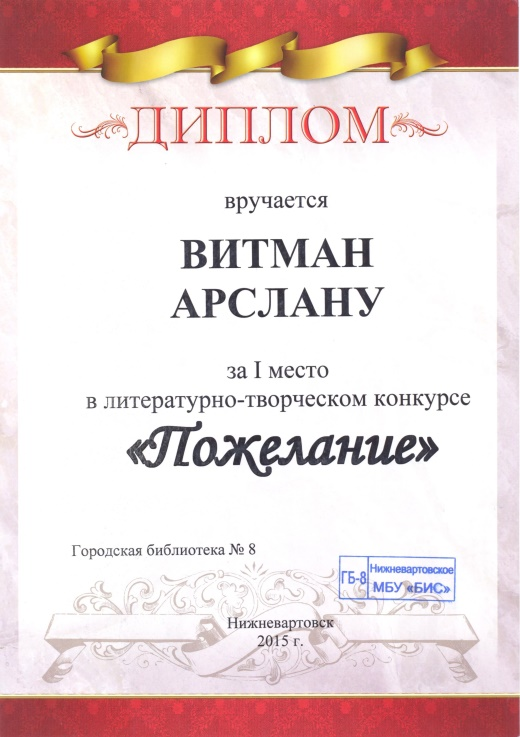 ДИПЛОМ
вручается
ВИТМАН
АРСЛАНУ
за I место
в литературно-творческом конкурсе
«Пожелание»
Городская библиотека № 8
ГБ-8
Нижневартовское
МБУ «БИС»
Нижневартовск
2015 г.